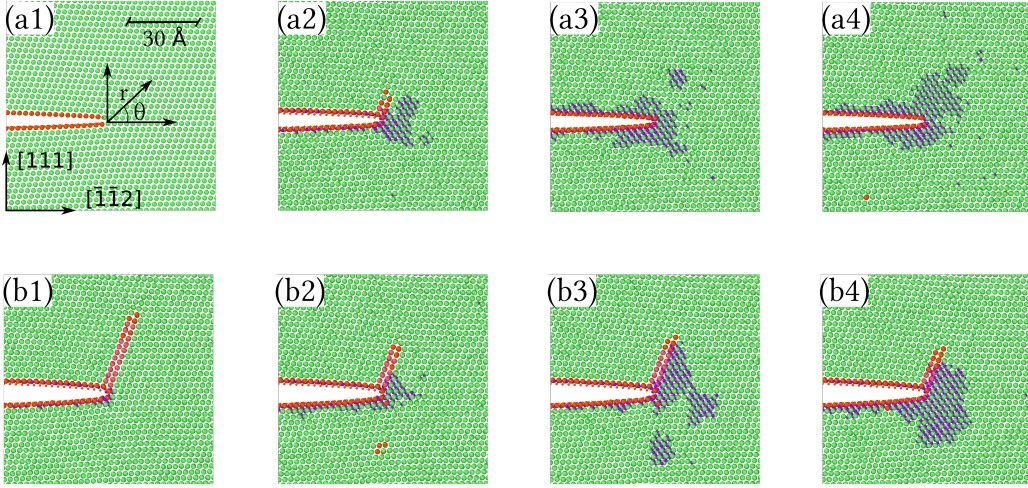 (a1)
(a2)
(a3)
(a4)
30 Å
r
θ
[111]
[1̄1̄2]
(b1)
(b2)
(b3)
(b4)